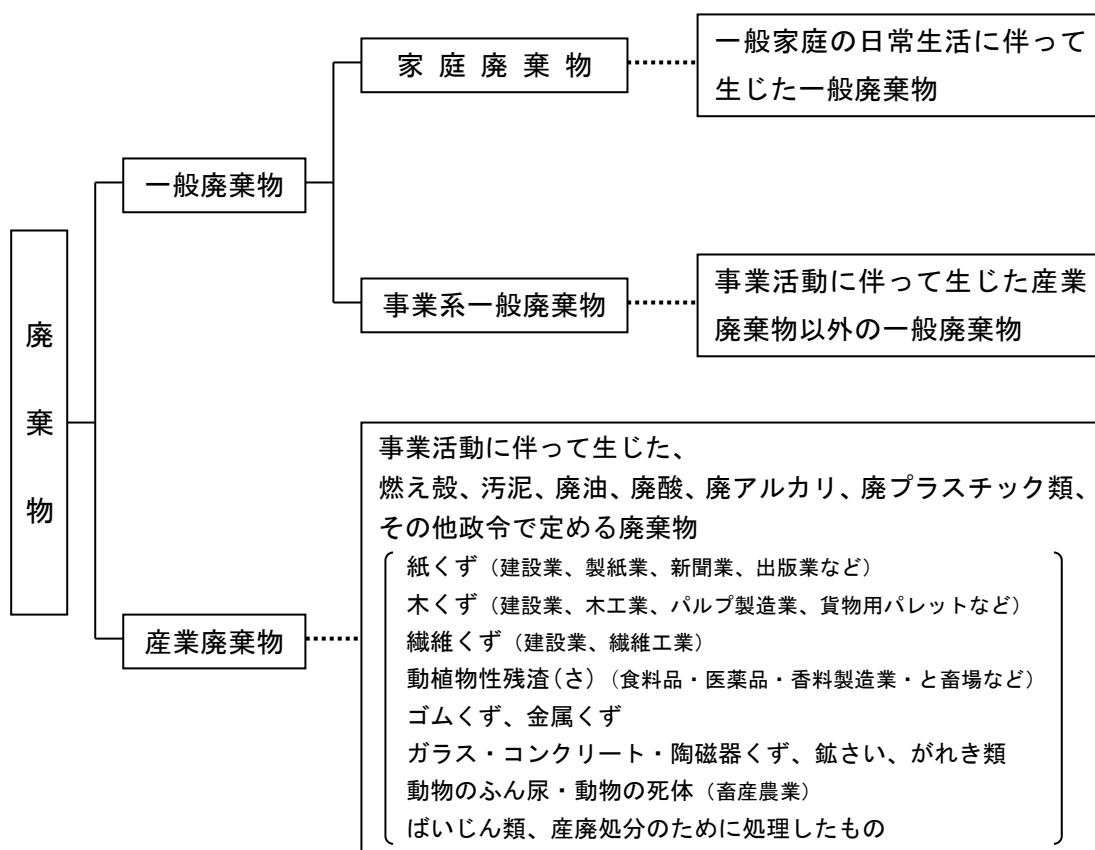 廃棄物
一般廃棄物
家庭廃棄物
一般家庭の日常生活に伴って
生じた一般廃棄物
事業系一般廃棄物
事業活動に伴って生じた産業
廃棄物以外の一般廃棄物
産業廃棄物
事業活動に伴って生じた、
燃え殻、汚泥、廃油、廃酸、廃アルカリ、廃プラスチック類、
その他政令で定める廃棄物
紙くず(建設業、製紙業、新聞業、出版業など)
木くず(建設業、木工業、パルプ製造業、貨物用パレットなど)
繊維くず(建設業、繊維工業)
動植物性残渣(さ)(食料品・医薬品・香料製造業・と畜場など)
ゴムくず、金属くず
ガラス・コンクリート・陶磁器くず、鉱さい、がれき類
動物のふん尿・動物の死体(畜産農業)
ばいじん類、産廃処分のために処理したもの